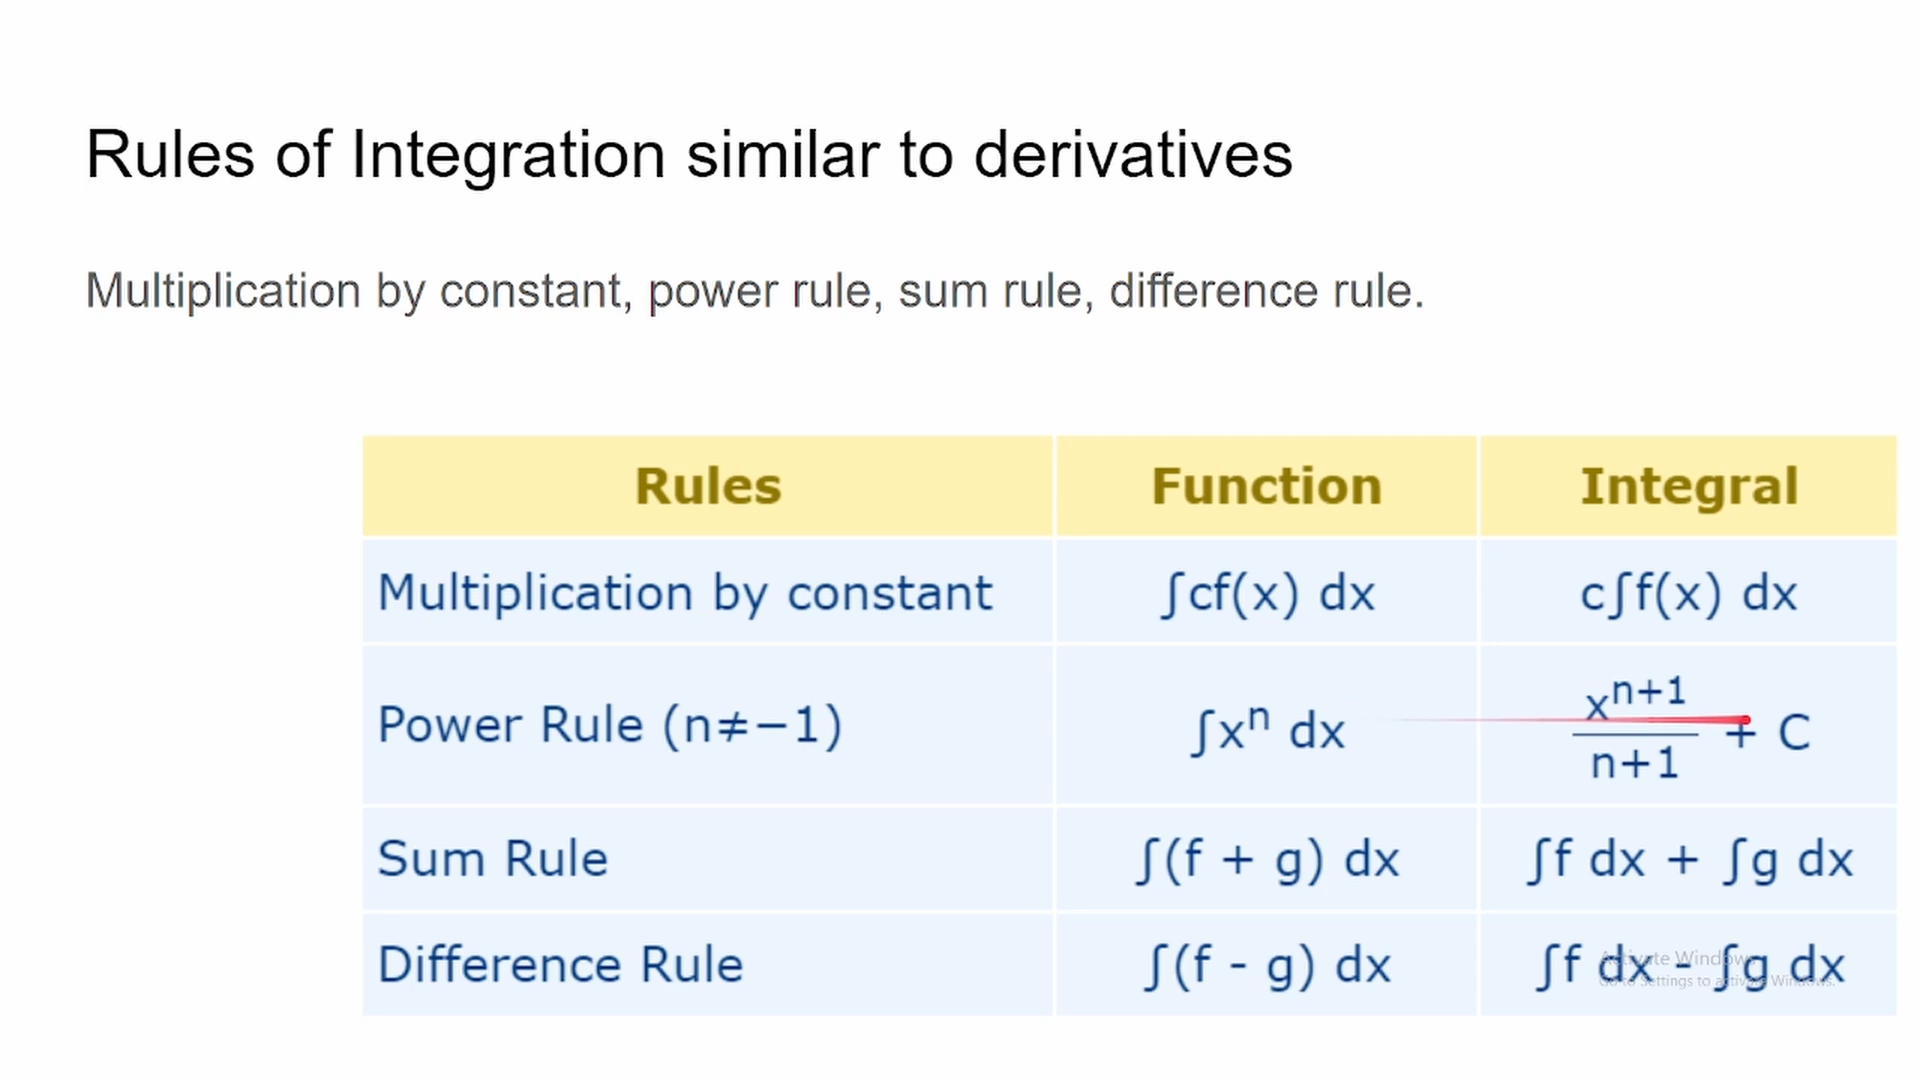 Rules of Integration similar to derivatives
Multiplication by constant, power rule, sum rule, difference rule.
Rules Function Integral
Multiplication by constant ∫cf(x) dx c∫f(x) dx
Power Rule (n≠−1) ∫xⁿ dx xⁿ⁺¹/n+1 + C
Sum Rule ∫(f + g) dx ∫f dx + ∫g dx
Difference Rule ∫(f - g) dx ∫f dx - ∫g dx
Activate Windows
Go to Settings to activate Windows.